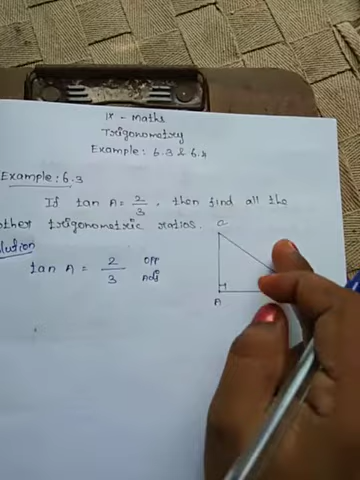 IX - Maths
Trigonometry
Example: 6.3 & 6.4
Example: 6.3
If tan A = 2/3, then find all the
other trigonometric ratios.
Solution
tan A = 2/3 opp Adj
C
A